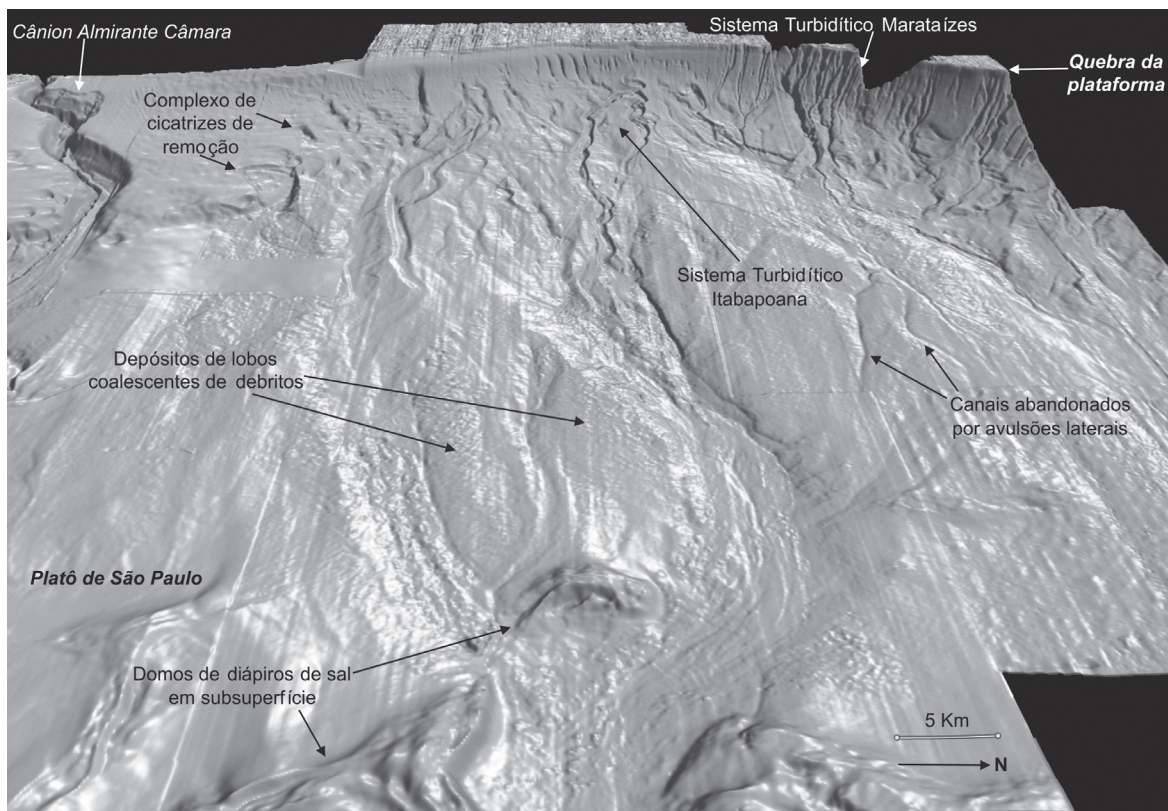 Cânion Almirante Câmara
Sistema Turbidítico Marataízes
Quebra da
plataforma
Complexo de
cicatrizes de
remoção
Sistema Turbidítico
Itabapoana
Depósitos de lobos
coalescentes de debritos
Canais abandonados
por avulsões laterais
Platô de São Paulo
Domos de diápiros de sal
em subsuperfície
5 Km
N